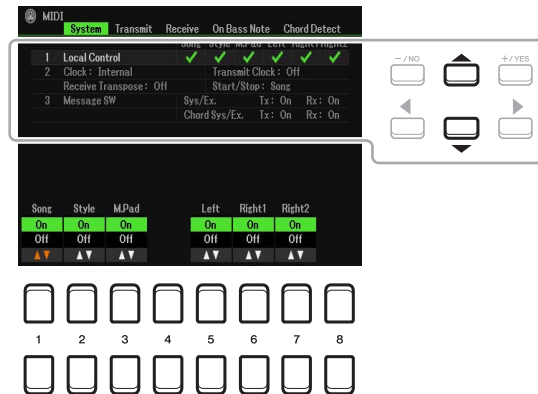 MIDI
System Transmit Receive On Bass Note Chord Detect
Song Style M.Pad Left Right1 Right2
1 Local Control
2 Clock : Internal Transmit Clock : Off
Receive Transpose : Off Start/Stop : Song
3 Message SW Sys/Ex. Tx : On Rx : On
Chord Sys/Ex. Tx : On Rx : On
−/NO +/YES
Song Style M.Pad Left Right1 Right2
On On On On On On
Off Off Off Off Off Off
1 2 3 4 5 6 7 8